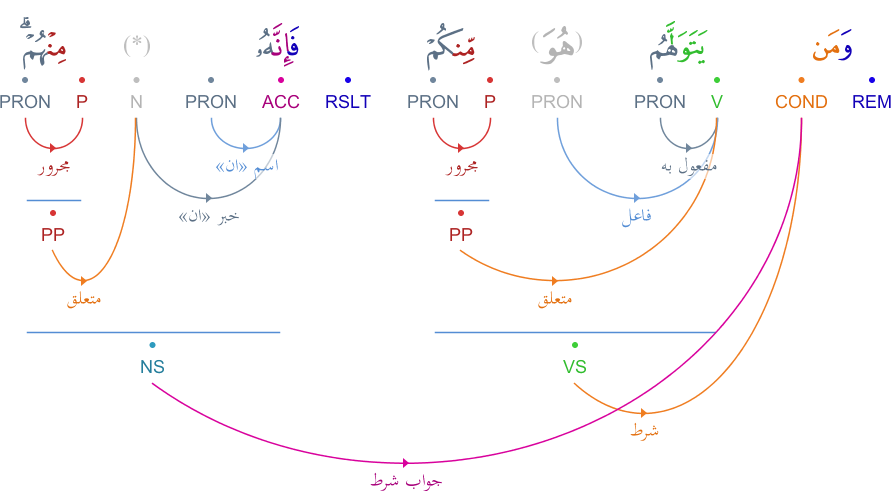 وَمَن يَتَوَلَّهُم (هُوَ) مِّنكُمْ فَإِنَّهُۥ (*) مِنْهُمْ ۗ
REM COND V PRON PRON P PRON RSLT ACC PRON N P PRON
مفعول به مجرور اسم «ان» مجرور
فاعل خبر «ان»
PP PP
متعلق متعلق
VS NS
شرط
جواب شرط